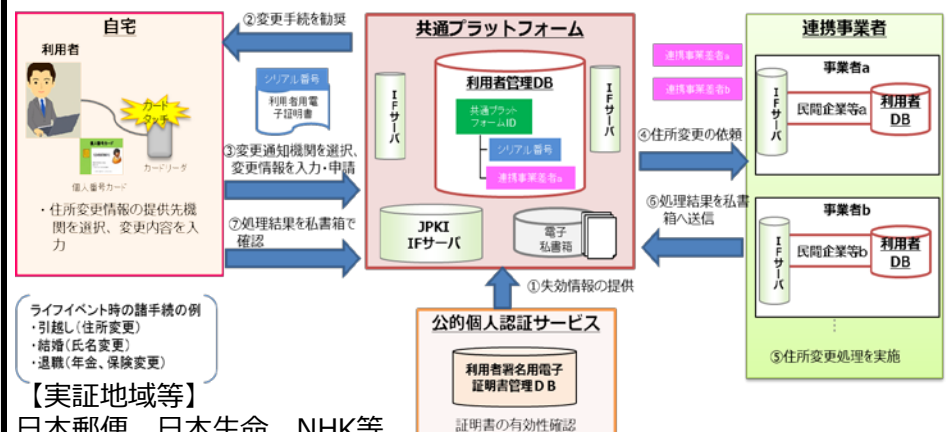 自宅
利用者
カード
タッチ
個人番号カード
カードリーダ
・住所変更情報の提供先機
関を選択、変更内容を入
力
②変更手続を勧奨
シリアル番号
利用者用電
子証明書
③変更通知機関を選択、
変更情報を入力・申請
⑦処理結果を私書箱で
確認
共通プラットフォーム
IFサーバ
利用者管理DB
共通プラット
フォームID
シリアル番号
連携事業差者a
IFサーバ
JPKI
IFサーバ
電子
私書箱
①失効情報の提供
公的個人認証サービス
利用者署名用電子
証明書管理DB
証明書の有効性確認
連携事業差者a
連携事業差者b
④住所変更の依頼
⑥処理結果を私書
箱へ送信
連携事業者
事業者a
IFサーバ
民間企業等a
利用者
DB
事業者b
IFサーバ
民間企業等b
利用者
DB
⑤住所変更処理を実施
ライフイベント時の諸手続の例
・引越し(住所変更)
・結婚(氏名変更)
・退職(年金、保険変更)
【実証地域等】
日本郵便、日本生命、NHK等